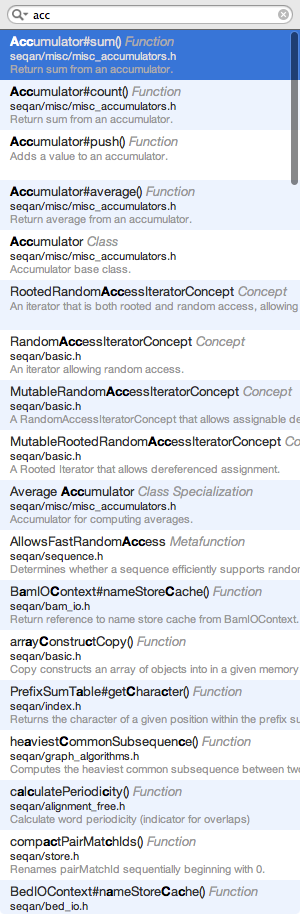 acc
Accumulator#sum() Function
seqan/misc/misc_accumulators.h
Return sum from an accumulator.
Accumulator#count() Function
seqan/misc/misc_accumulators.h
Return sum from an accumulator.
Accumulator#push() Function
Adds a value to an accumulator.
Accumulator#average() Function
seqan/misc/misc_accumulators.h
Return average from an accumulator.
Accumulator Class
seqan/misc/misc_accumulators.h
Accumulator base class.
RootedRandomAccessIteratorConcept Concept
An iterator that is both rooted and random access, allowing
RandomAccessIteratorConcept Concept
seqan/basic.h
An iterator allowing random access.
MutableRandomAccessIteratorConcept Concept
seqan/basic.h
A RandomAccessIteratorConcept that allows assignable de
MutableRootedRandomAccessIteratorConcept Co
seqan/basic.h
A Rooted Iterator that allows dereferenced assignment.
Average Accumulator Class Specialization
seqan/misc/misc_accumulators.h
Accumulator for computing averages.
AllowsFastRandomAccess Metafunction
seqan/sequence.h
Determines whether a sequence efficiently supports random
BamIOContext#nameStoreCache() Function
seqan/bam_io.h
Return reference to name store cache from BamIOContext.
arrayConstructCopy() Function
seqan/basic.h
Copy constructs an array of objects into in a given memory
PrefixSumTable#getCharacter() Function
seqan/index.h
Returns the character of a given position within the prefix su
heaviestCommonSubsequence() Function
seqan/graph_algorithms.h
Computes the heaviest common subsequence between two
calculatePeriodicity() Function
seqan/alignment_free.h
Calculate word periodicity (indicator for overlaps)
compactPairMatchIds() Function
seqan/store.h
Renames pairMatchId sequentially beginning with 0.
BedIOContext#nameStoreCache() Function
seqan/bed_io.h